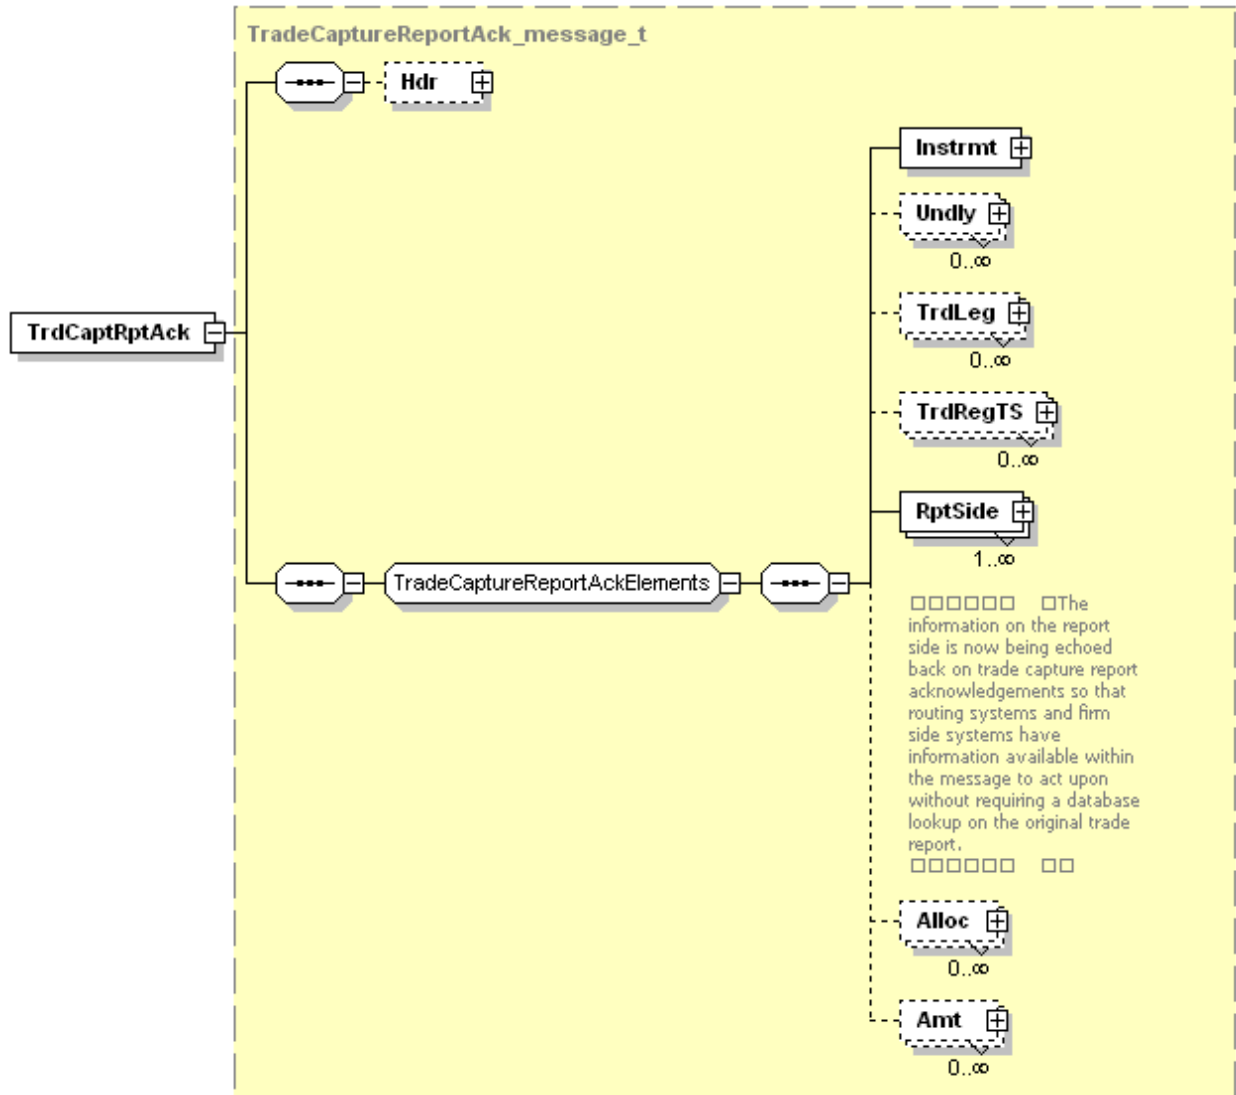 TradeCaptureReportAck_message_t
Hdr
Instrmt
Undly
0..∞
TrdLeg
0..∞
TrdCaptRptAck
TrdRegTS
0..∞
RptSide
1..∞
TradeCaptureReportAckElements
□□□□□□ □The
information on the report
side is now being echoed
back on trade capture report
acknowledgements so that
routing systems and firm
side systems have
information available within
the message to act upon
without requiring a database
lookup on the original trade
report.
□□□□□□ □□
Alloc
0..∞
Amt
0..∞